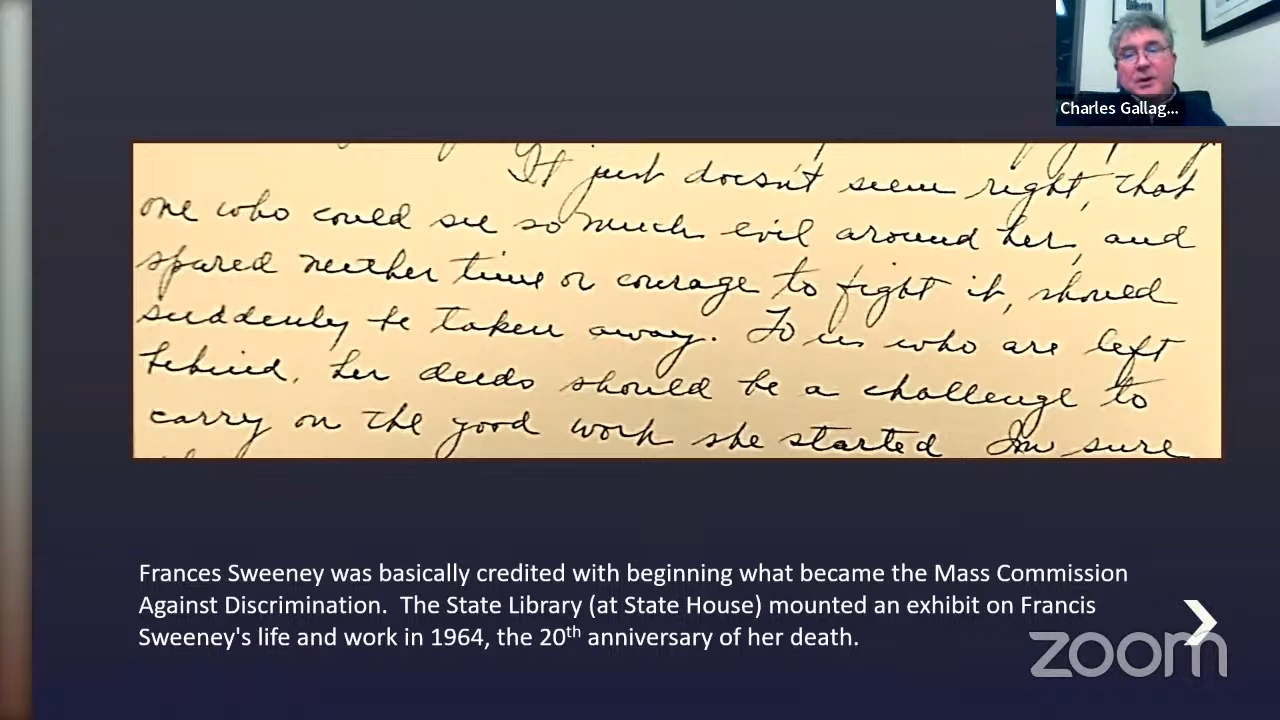 Charles Gallag...
It just doesn't seem right, that
one who could see so much evil around her, and
spared neither time or courage to fight it, should
suddenly be taken away. To us who are left
behind, her deeds should be a challenge to
carry on the good work she started Im sure
Frances Sweeney was basically credited with beginning what became the Mass Commission
Against Discrimination. The State Library (at State House) mounted an exhibit on Francis
Sweeney's life and work in 1964, the 20th anniversary of her death.
zoom